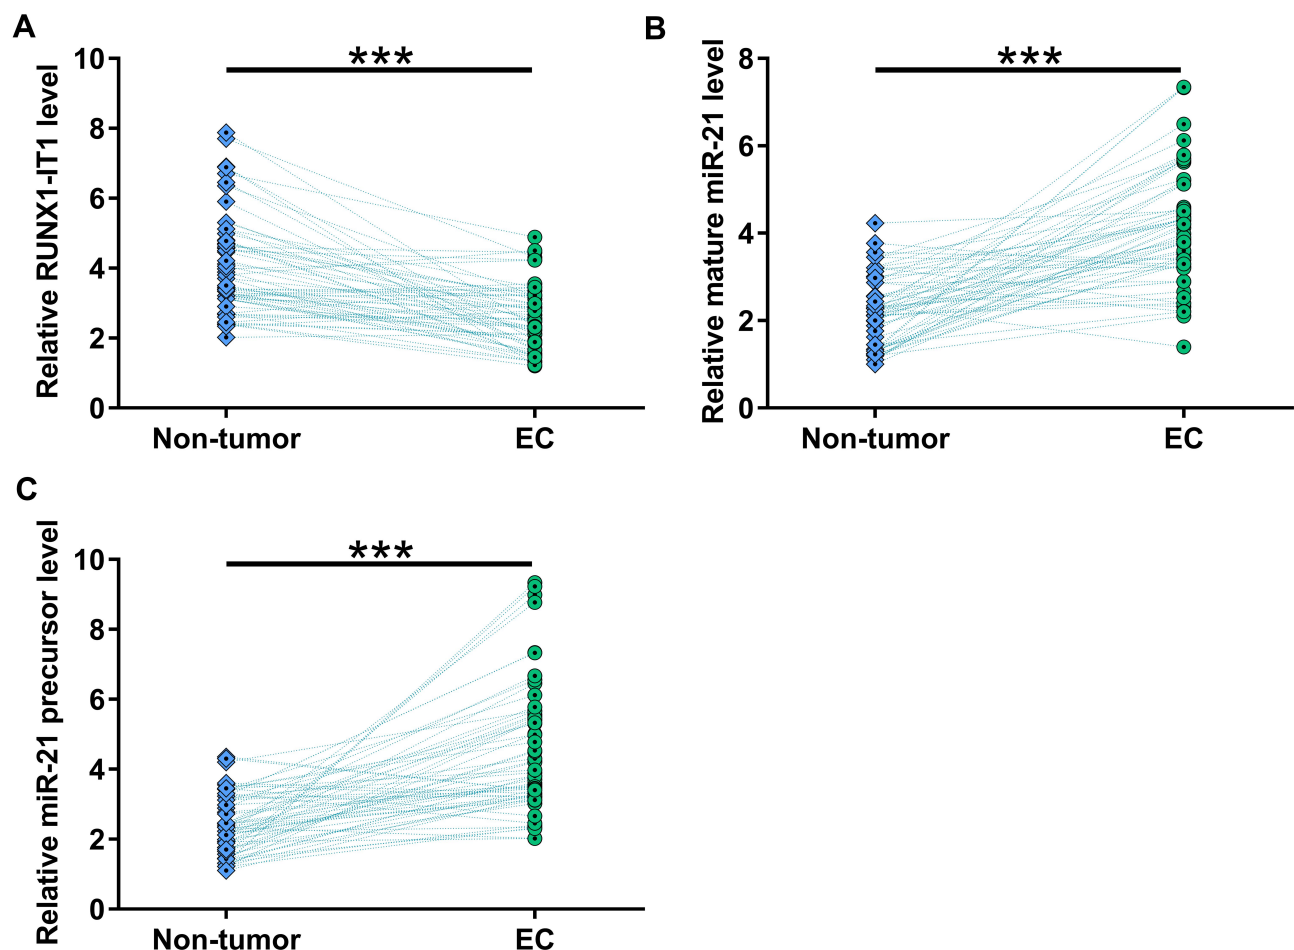 A
Relative RUNX1-IT1 level
***
10
8
6
4
2
0
Non-tumor
EC
B
Relative mature miR-21 level
***
8
6
4
2
0
Non-tumor
EC
C
Relative miR-21 precursor level
***
10
8
6
4
2
0
Non-tumor
EC